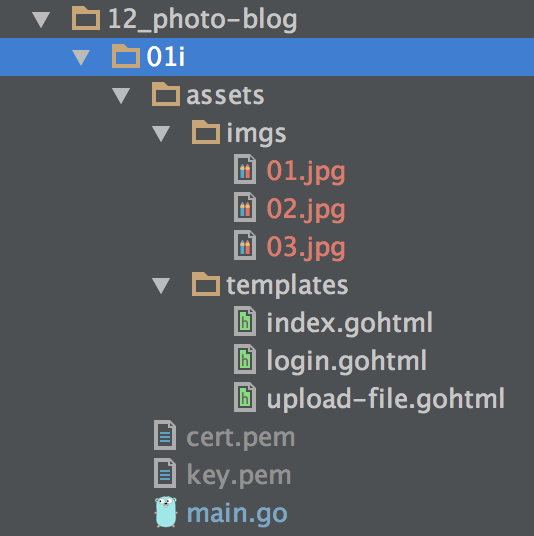 12_photo-blog
01i
assets
imgs
01.jpg
02.jpg
03.jpg
templates
index.gohtml
login.gohtml
upload-file.gohtml
cert.pem
key.pem
main.go